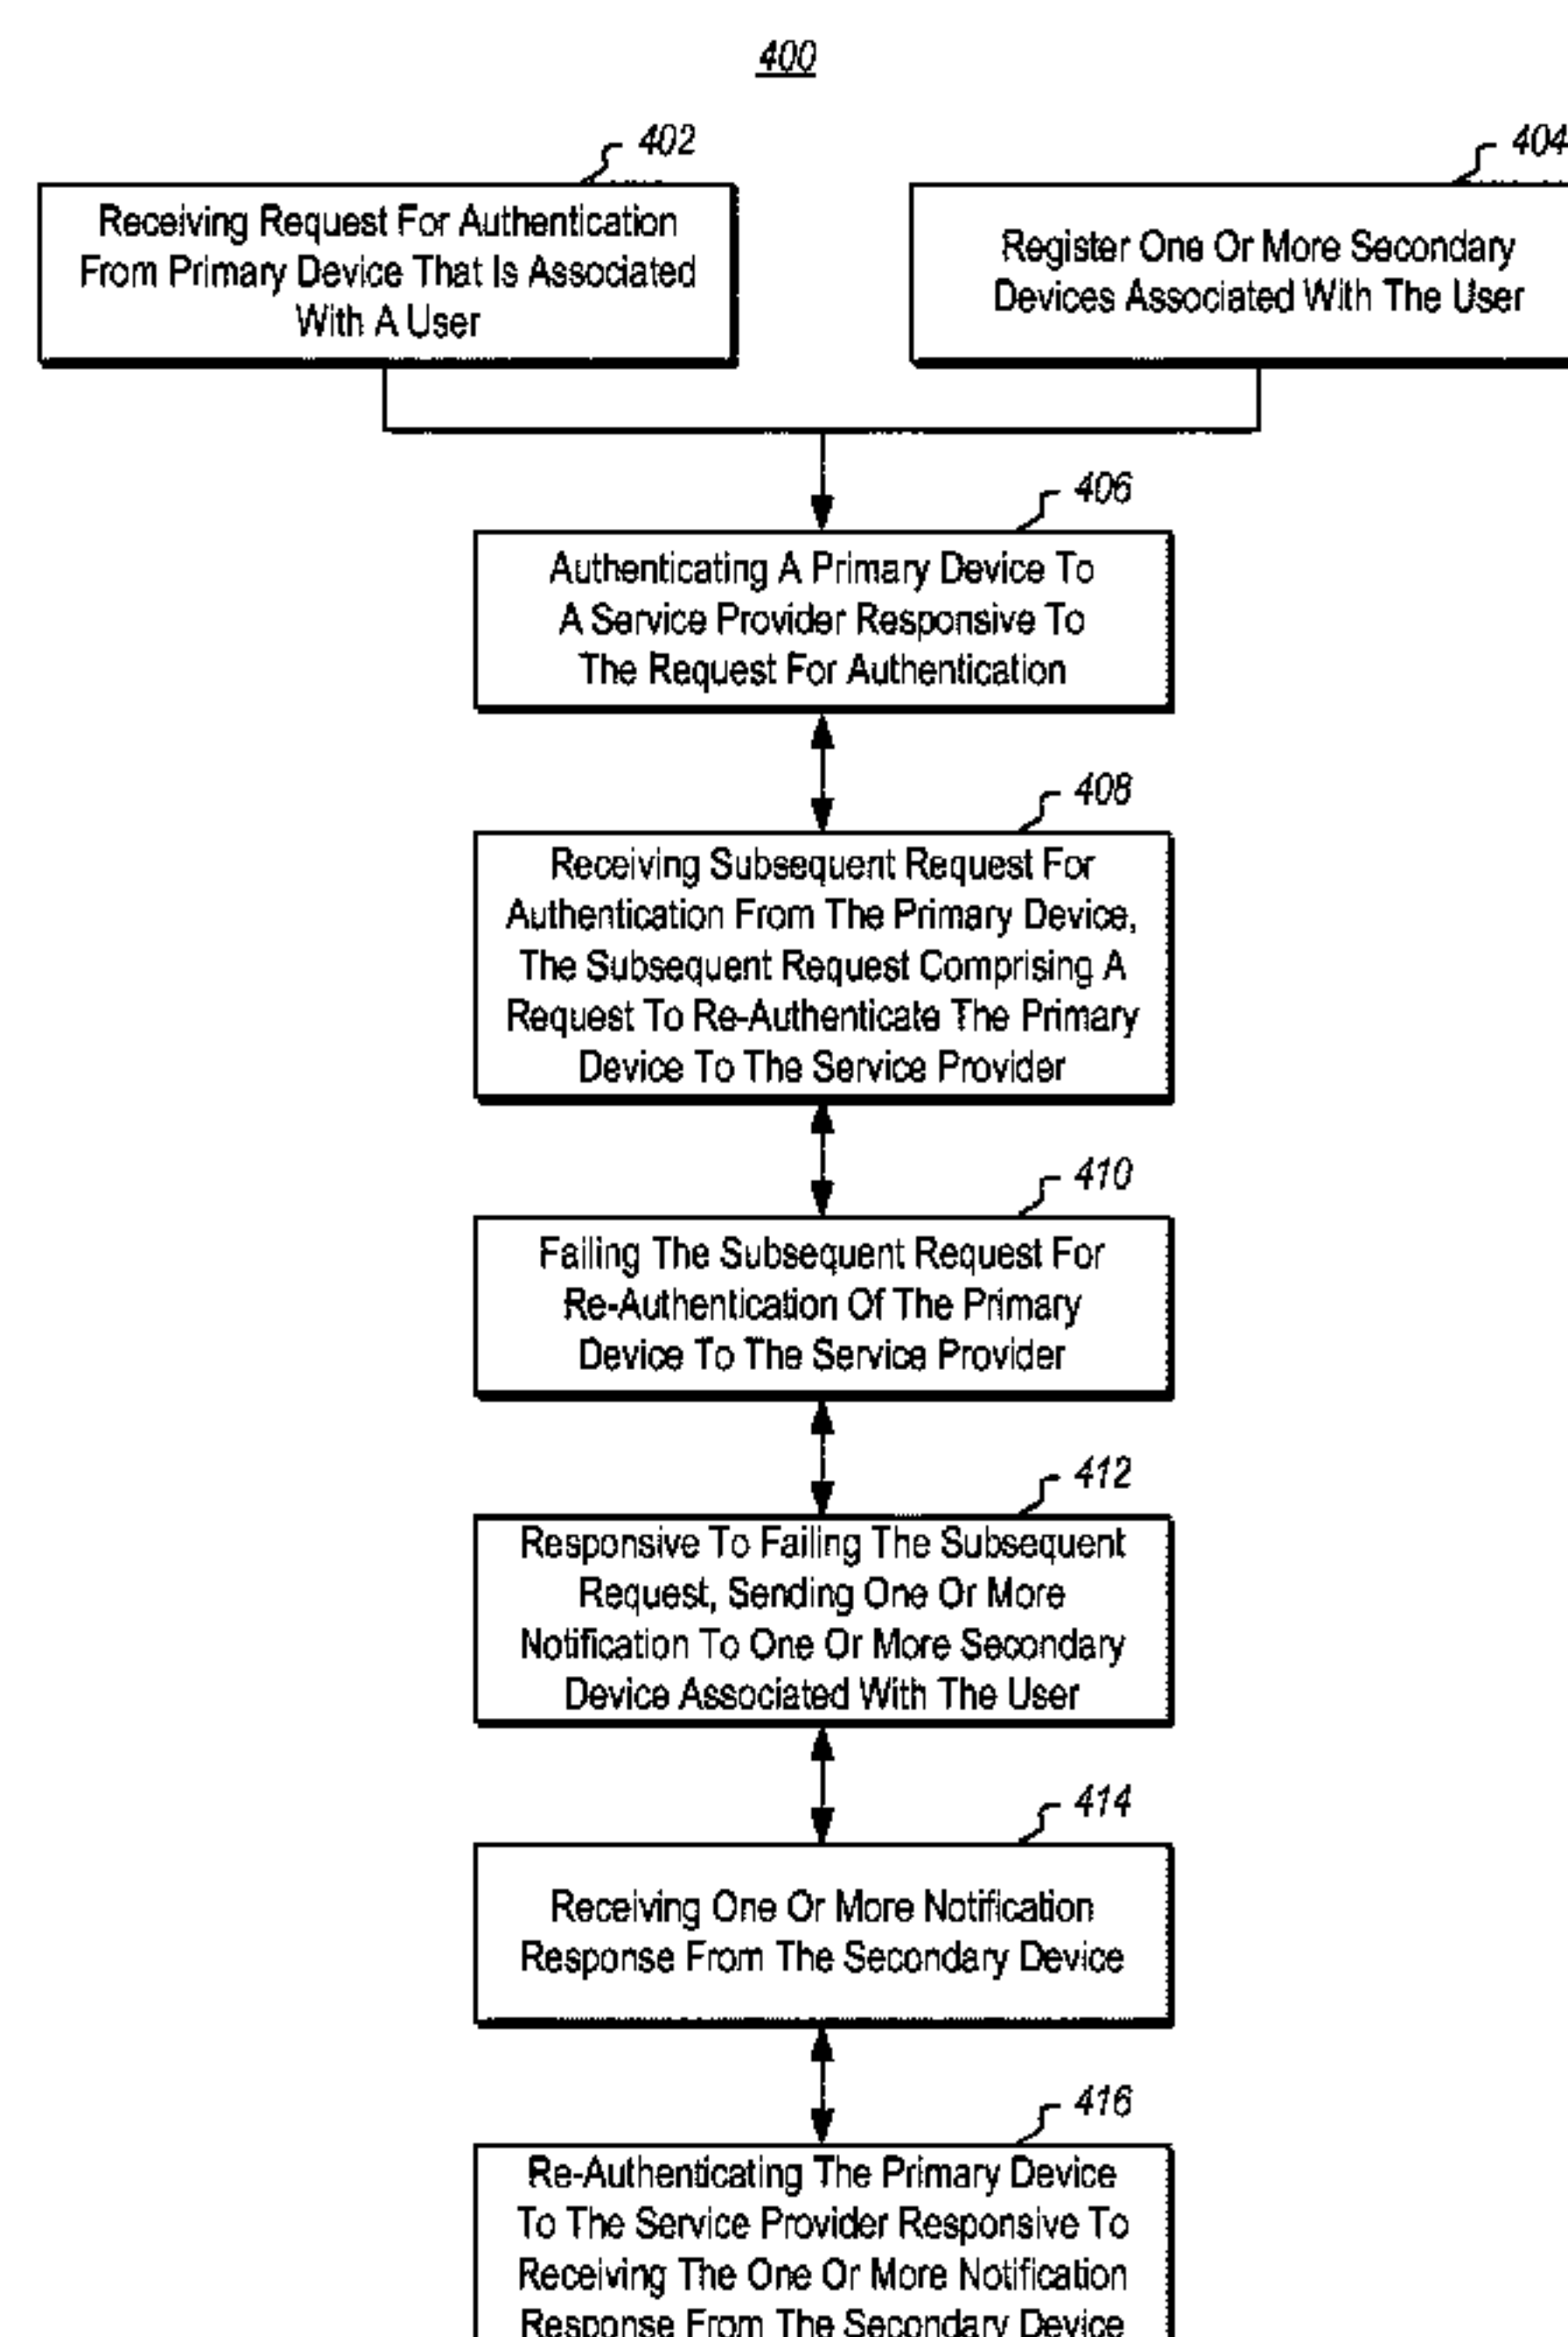 400
402
Receiving Request For Authentication
From Primary Device That Is Associated
With A User
404
Register One Or More Secondary
Devices Associated With The User
406
Authenticating A Primary Device To
A Service Provider Responsive To
The Request For Authentication
408
Receiving Subsequent Request For
Authentication From The Primary Device,
The Subsequent Request Comprising A
Request To Re-Authenticate The Primary
Device To The Service Provider
410
Failing The Subsequent Request For
Re-Authentication Of The Primary
Device To The Service Provider
412
Responsive To Failing The Subsequent
Request, Sending One Or More
Notification To One Or More Secondary
Device Associated With The User
414
Receiving One Or More Notification
Response From The Secondary Device
416
Re-Authenticating The Primary Device
To The Service Provider Responsive To
Receiving The One Or More Notification
Response From The Secondary Device